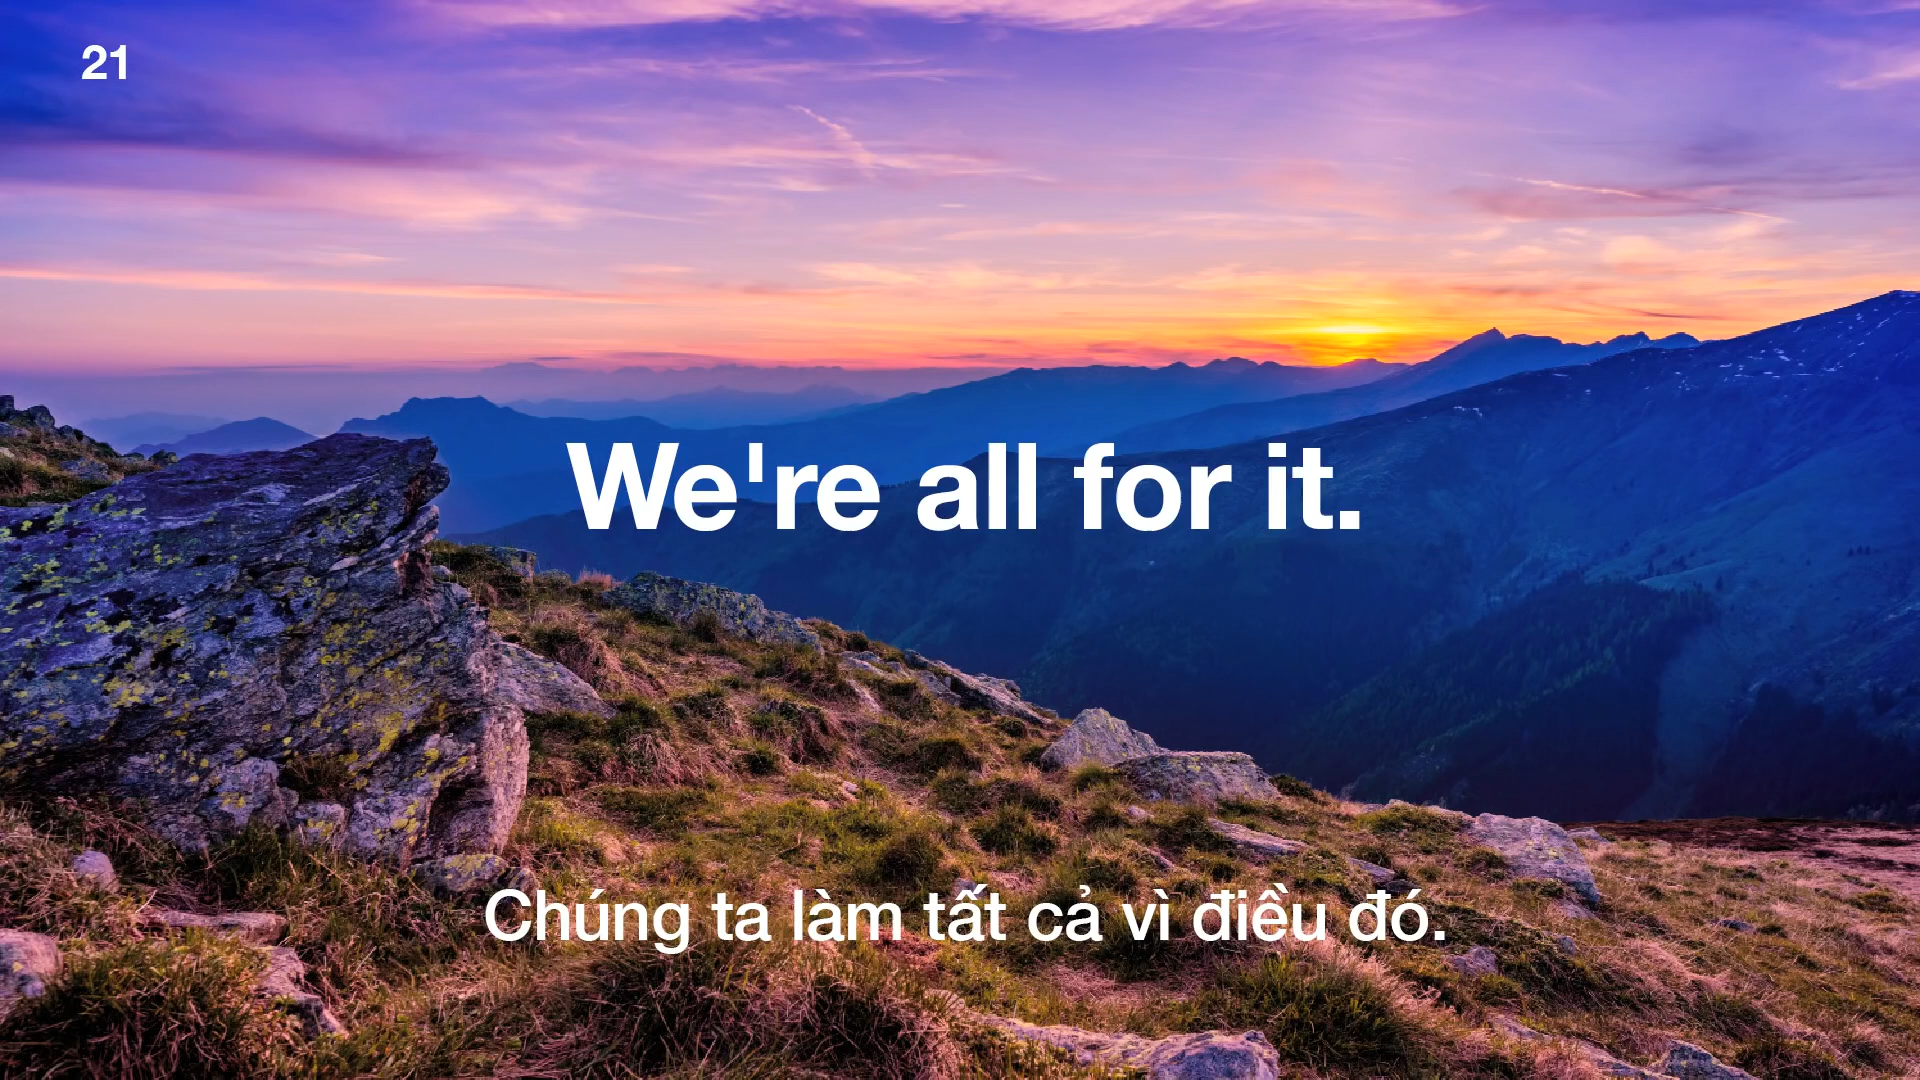 21
We're all for it.
Chúng ta làm tất cả vì điều đó.